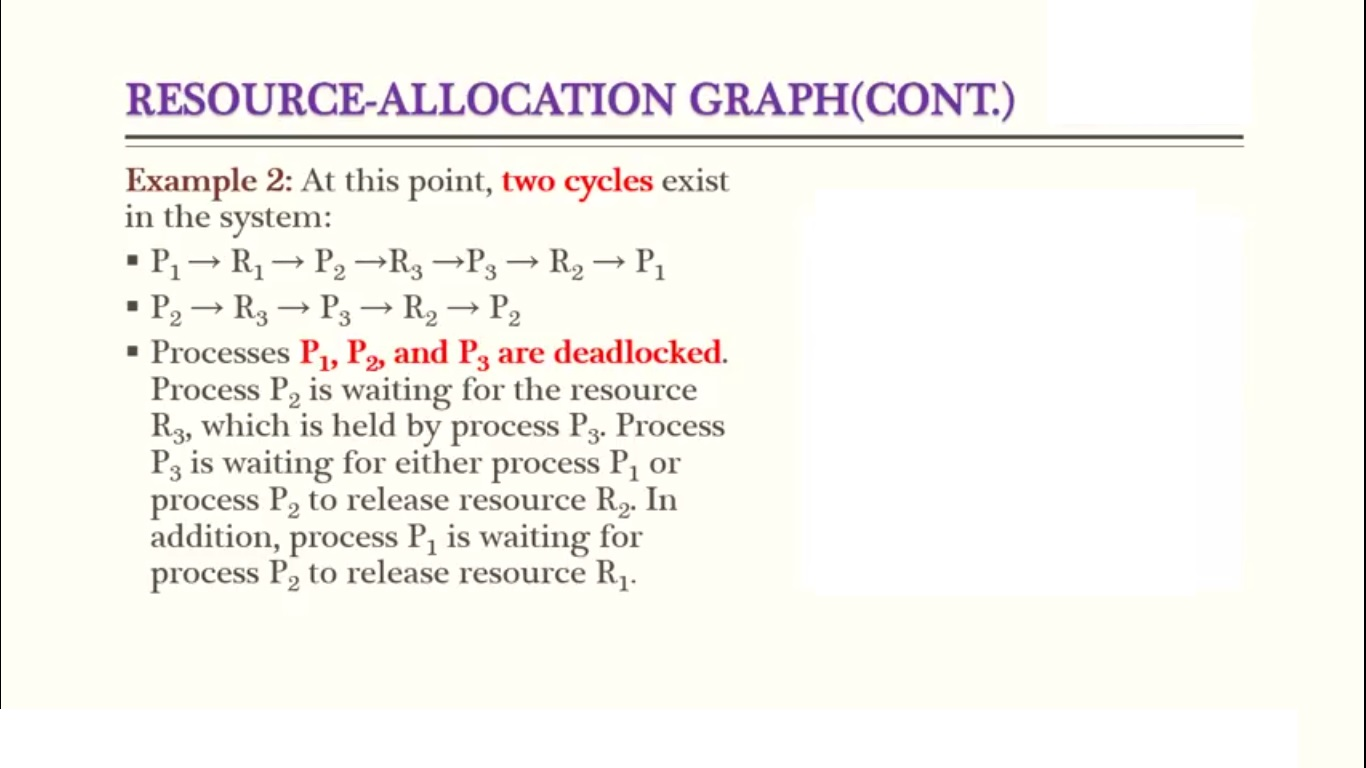 RESOURCE-ALLOCATION GRAPH(CONT.)
Example 2: At this point, two cycles exist
in the system:
▪ P₁ → R₁ → P₂ →R₃ →P₃ → R₂ → P₁
▪ P₂ → R₃ → P₃ → R₂ → P₂
▪ Processes P₁, P₂, and P₃ are deadlocked.
Process P₂ is waiting for the resource
R₃, which is held by process P₃. Process
P₃ is waiting for either process P₁ or
process P₂ to release resource R₂. In
addition, process P₁ is waiting for
process P₂ to release resource R₁.